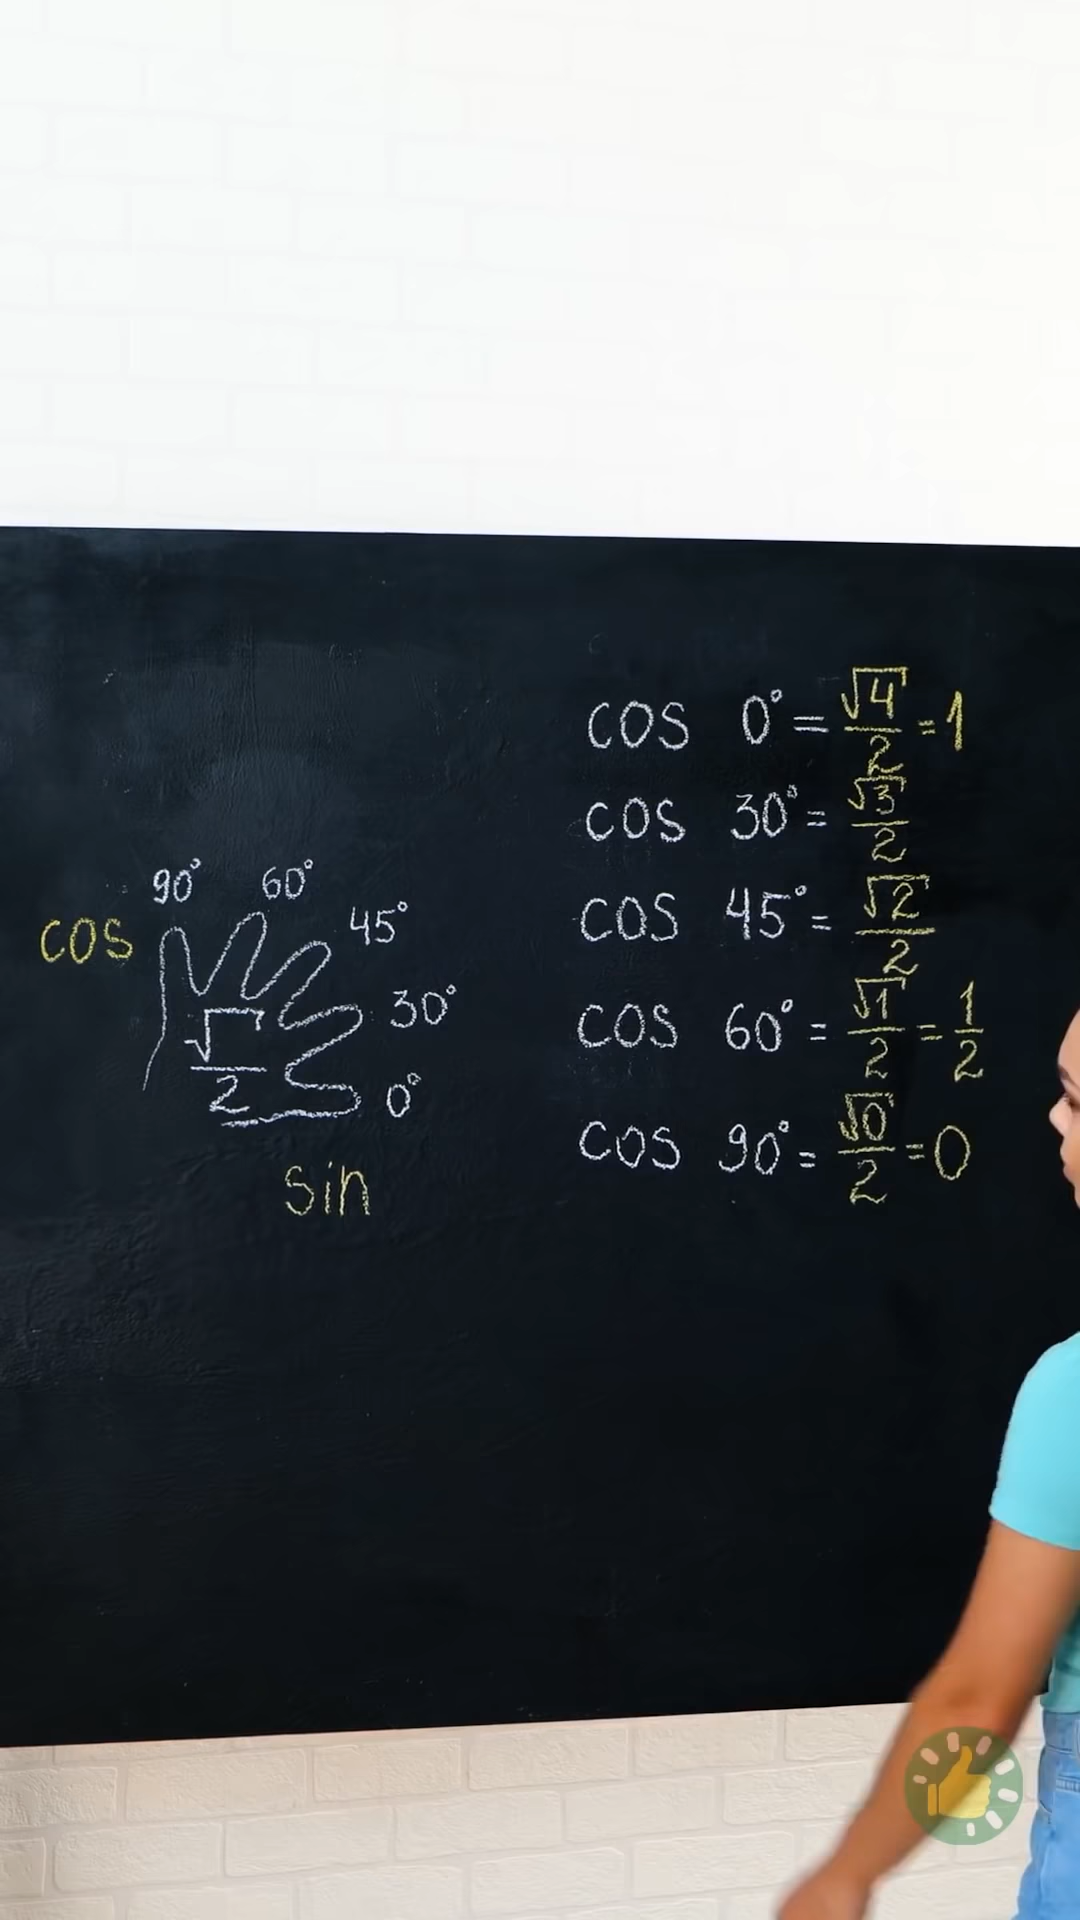 cos 0° = √4/2 = 1
cos 30° = √3/2
cos 45° = √2/2
cos 60° = √1/2 = 1/2
cos 90° = √0/2 = 0
90°
60°
cos
45°
30°
√ /2
0°
sin